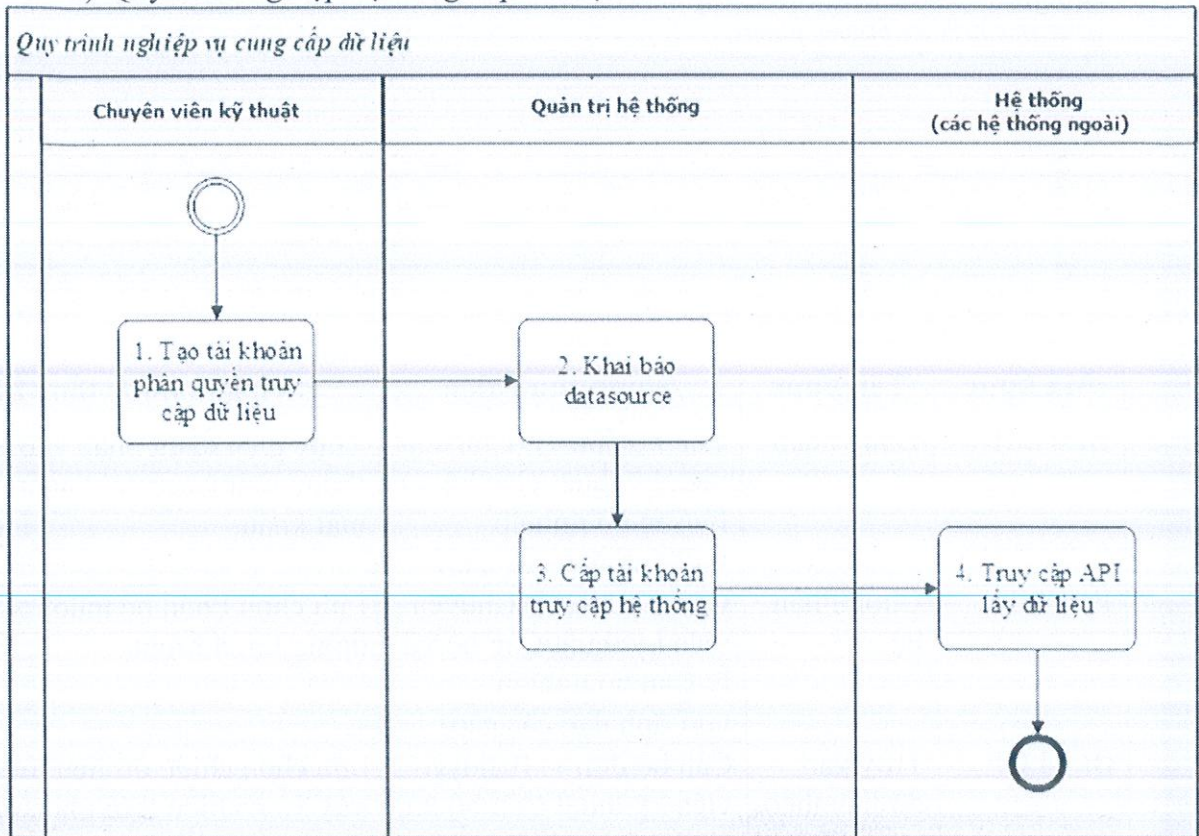 Quy trình nghiệp vụ cung cấp dữ liệu
Chuyên viên kỹ thuật
Quản trị hệ thống
Hệ thống
(các hệ thống ngoài)
1. Tạo tài khoản
phân quyền truy
cập dữ liệu
2. Khai báo
datasource
3. Cấp tài khoản
truy cập hệ thống
4. Truy cập API
lấy dữ liệu